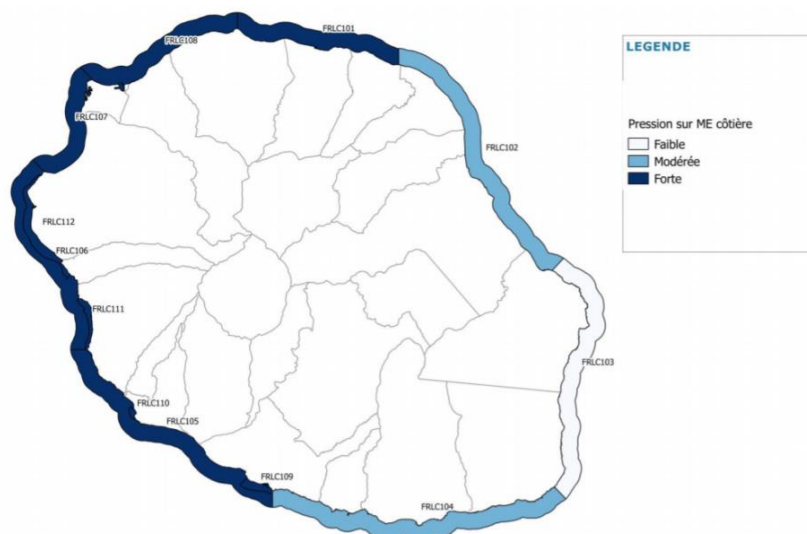 FRLC108
FRLC101
LEGENDE
FRLC107
Pression sur ME côtière
Faible
FRLC102
Modérée
Forte
FRLC112
FRLC106
FRLC111
FRLC103
FRLC110
FRLC105
FRLC109
FRLC104